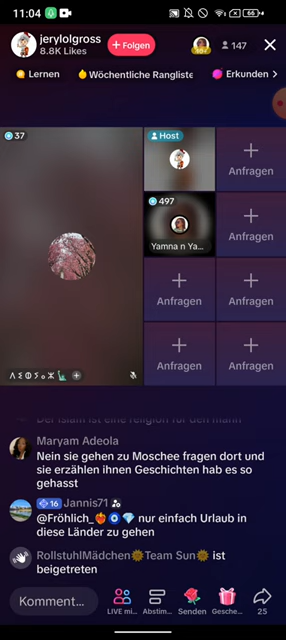 11:04
66
jerylolgross
8.8K Likes
+ Folgen
147
Lernen
Wöchentliche Rangliste
Erkunden
37
Host
Anfragen
497
Yamna n Ya...
Anfragen
Anfragen
Anfragen
Anfragen
Anfragen
ⴷⵉⵀⵢⴰⵣ🗽
Der Islam ist eine religion für den mann
Maryam Adeola
Nein sie gehen zu Moschee fragen dort und
sie erzählen ihnen Geschichten hab es so
gehasst
16 Jannis71
@Fröhlich_❤️‍🔥🧿💎 nur einfach Urlaub in
diese Länder zu gehen
RollstuhlMädchen🌞Team Sun🌞 ist
beigetreten
Komment...
LIVE mi...
Abstim...
Senden
Gesche...
25